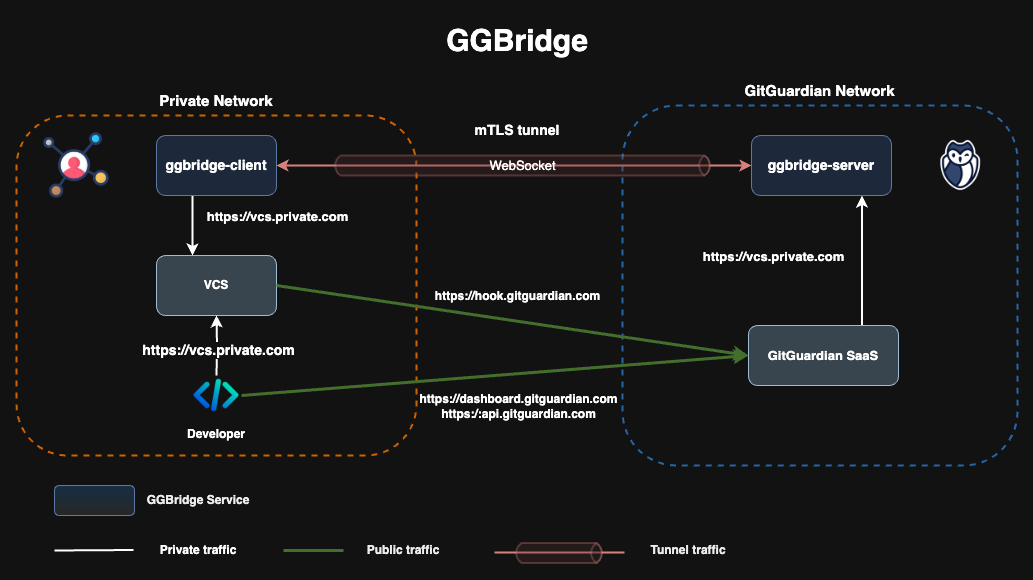 GGBridge
Private Network
GitGuardian Network
mTLS tunnel
ggbridge-client
WebSocket
ggbridge-server
https://vcs.private.com
https://vcs.private.com
VCS
https://hook.gitguardian.com
https://vcs.private.com
GitGuardian SaaS
https://dashboard.gitguardian.com
https:/:api.gitguardian.com
Developer
GGBridge Service
Private traffic
Public traffic
Tunnel traffic